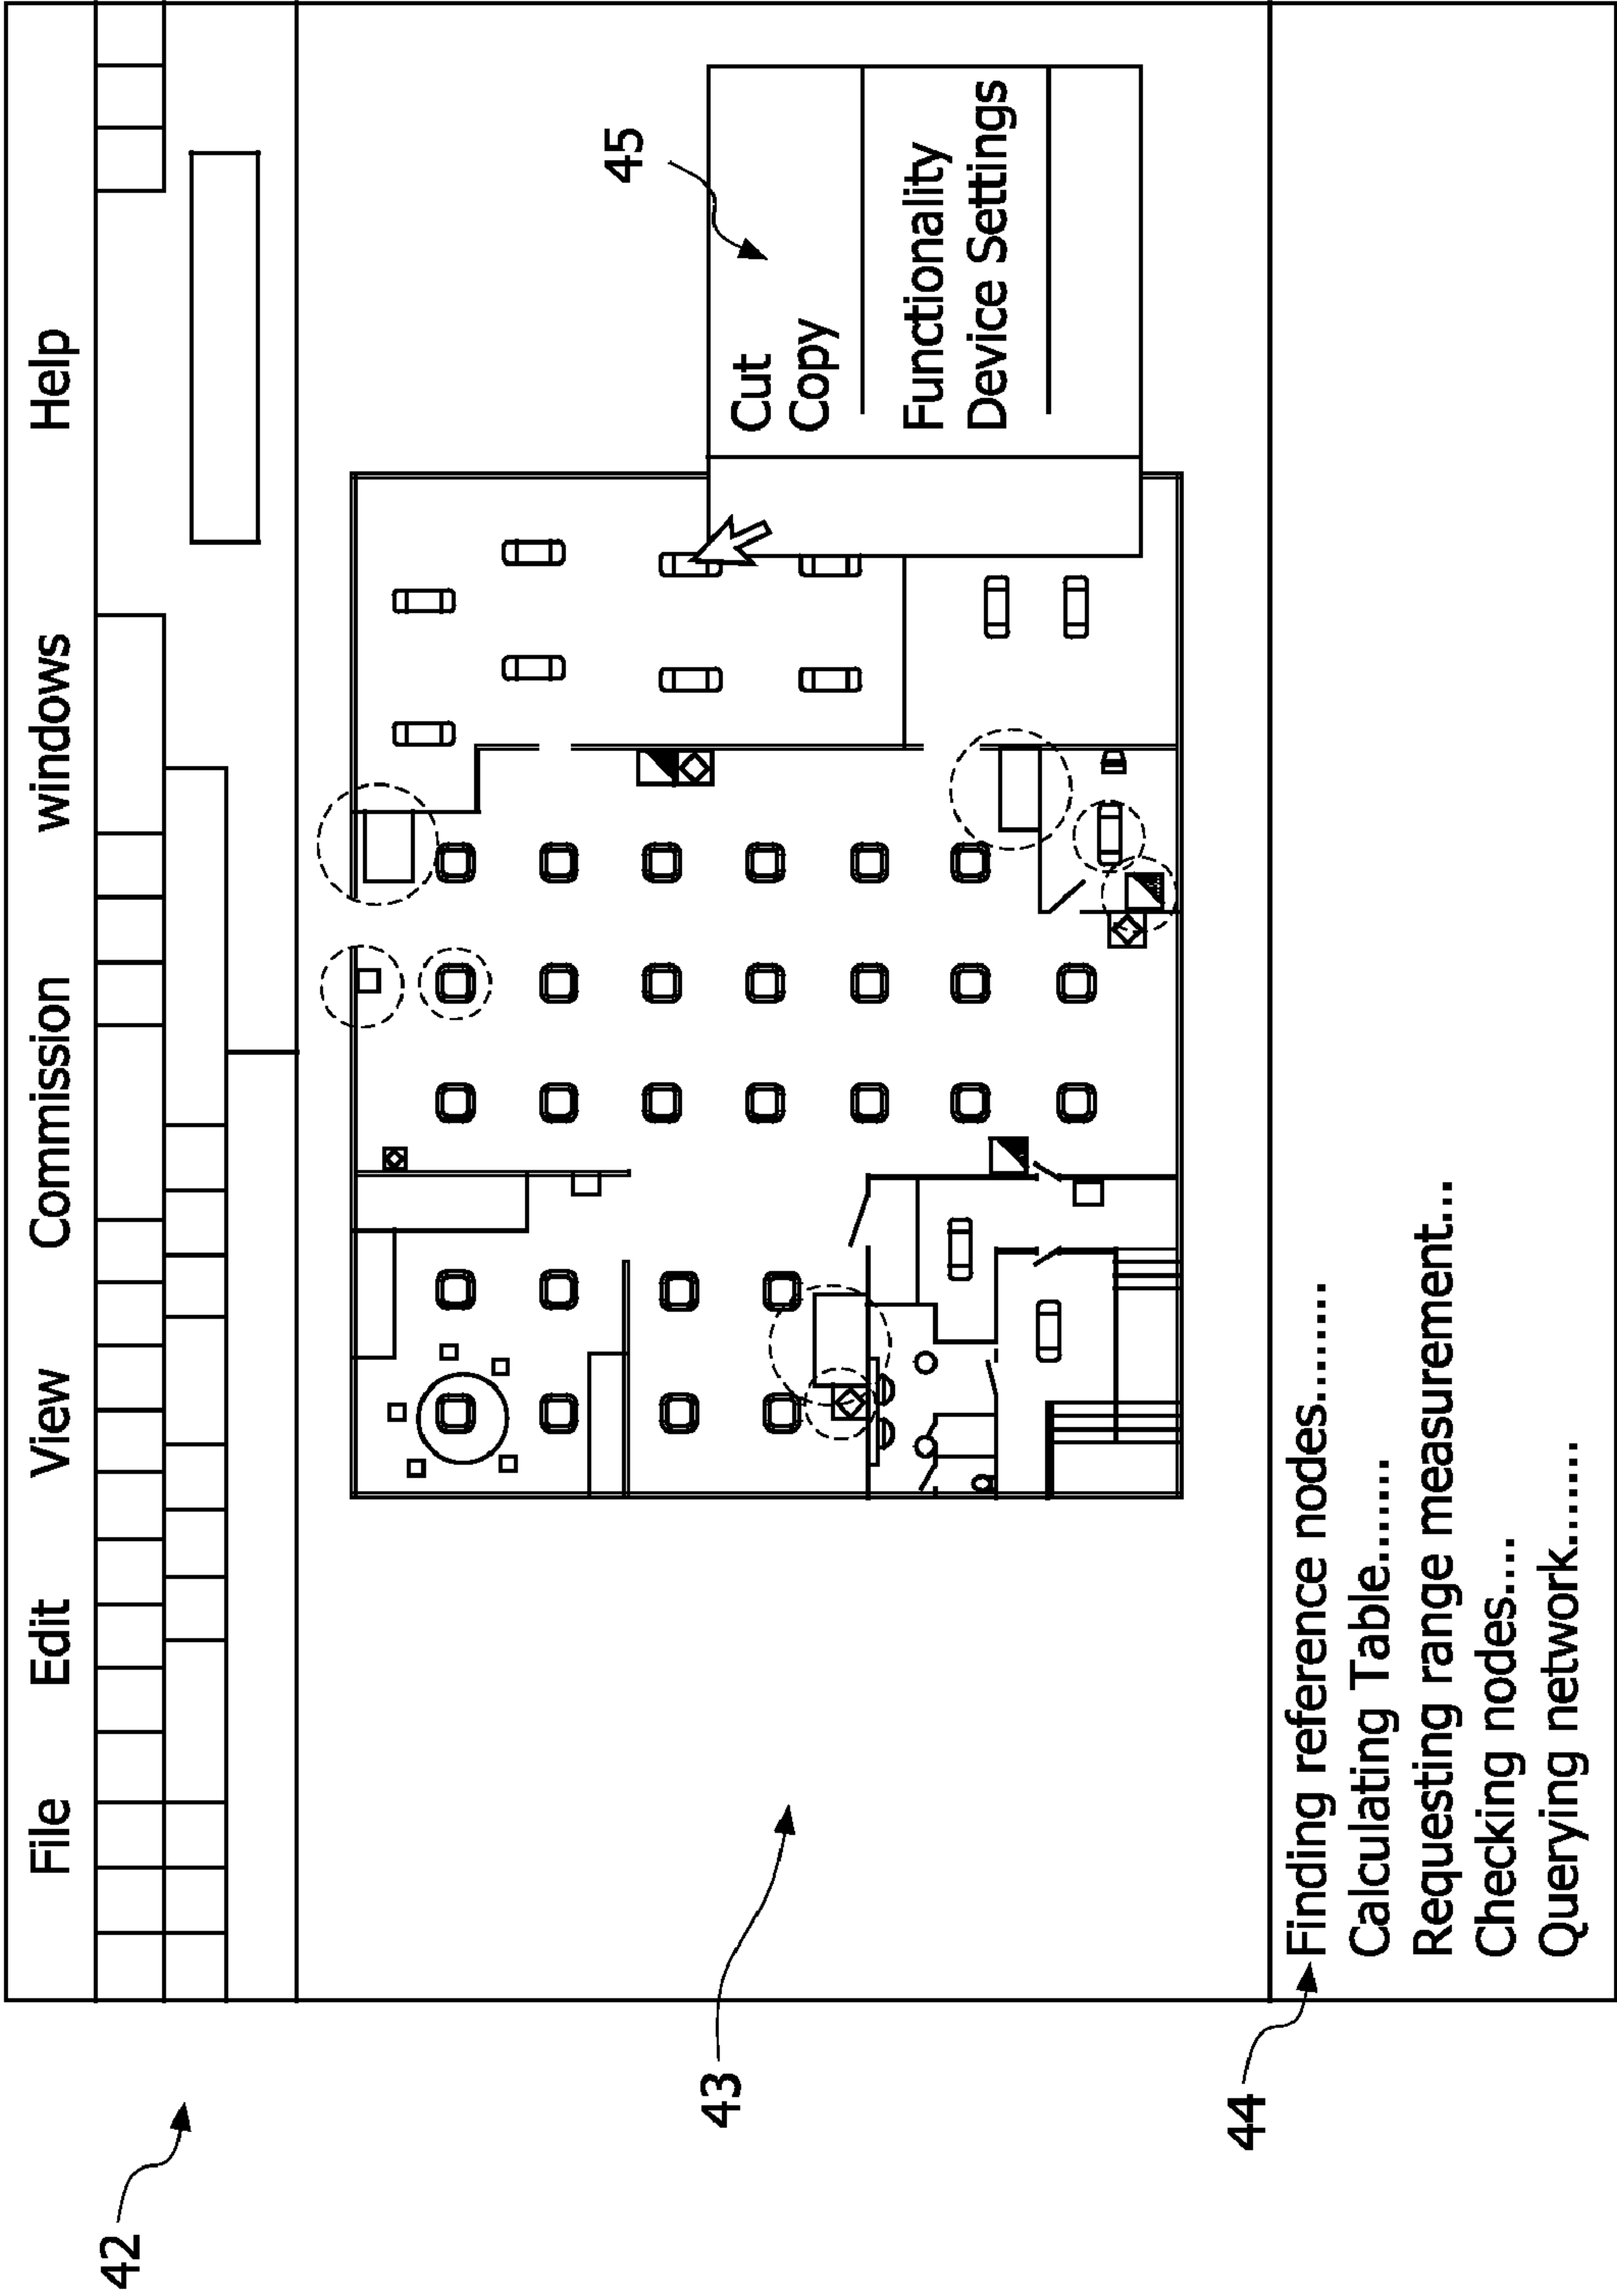 File Edit View Commission windows Help
45
Cut
Copy
Functionality
Device Settings
42
43
44
Finding reference nodes.........
Calculating Table.......
Requesting range measurement...
Checking nodes....
Querying network.......